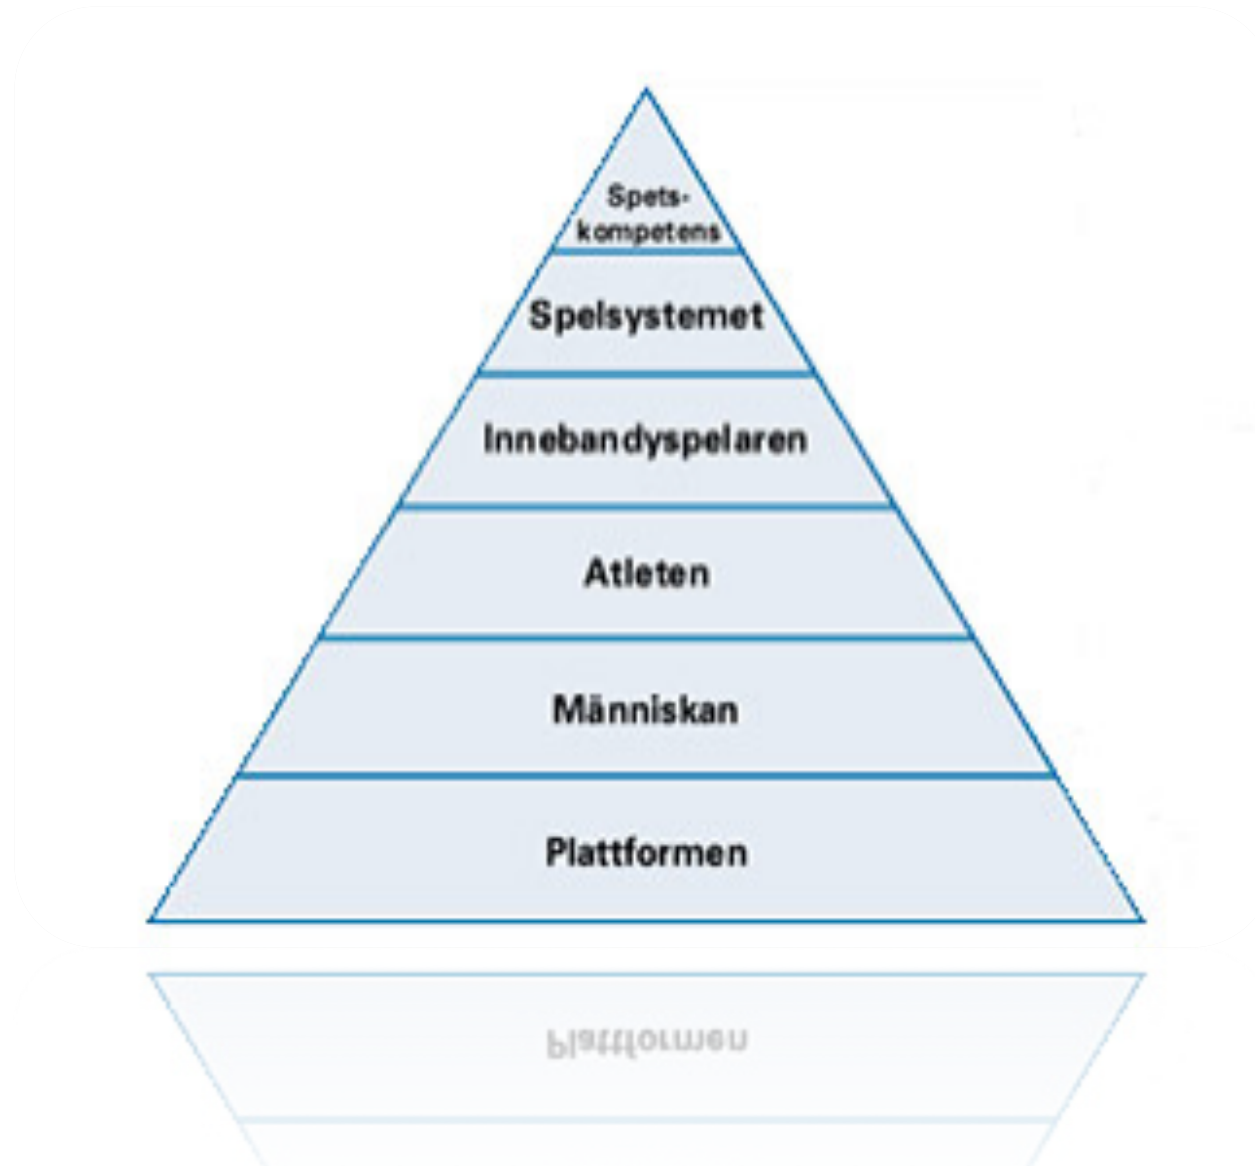 Spets-
kompetens
Spelsystemet
Innebandyspelaren
Atleten
Människan
Plattformen
Plattformen